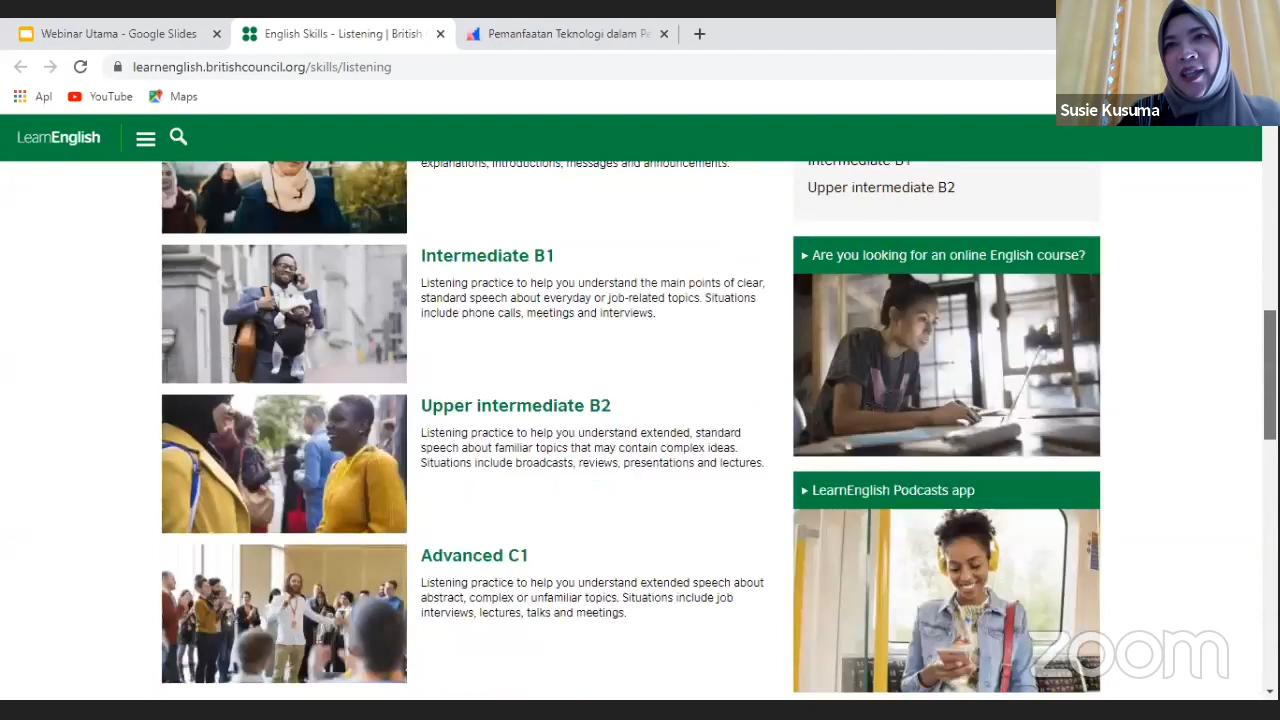 Webinar Utama - Google Slides
English Skills - Listening | British
Pemanfaatan Teknologi dalam Pe
learnenglish.britishcouncil.org/skills/listening
Apl
YouTube
Maps
Susie Kusuma
LearnEnglish
explanations, introductions, messages and announcements.
Intermediate B1
Listening practice to help you understand the main points of clear,
standard speech about everyday or job-related topics. Situations
include phone calls, meetings and interviews.
Upper intermediate B2
Listening practice to help you understand extended, standard
speech about familiar topics that may contain complex ideas.
Situations include broadcasts, reviews, presentations and lectures.
Advanced C1
Listening practice to help you understand extended speech about
abstract, complex or unfamiliar topics. Situations include job
interviews, lectures, talks and meetings.
Intermediate B1
Upper intermediate B2
Are you looking for an online English course?
LearnEnglish Podcasts app
zoom